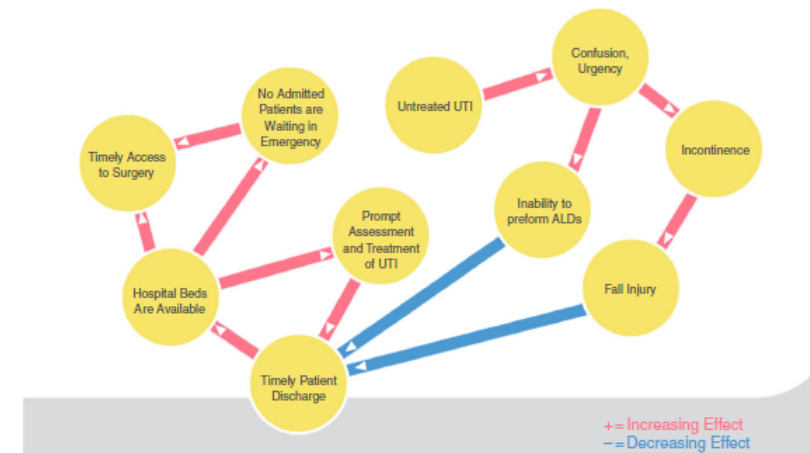 Confusion,
Urgency
No Admitted
Patients are
Waiting in
Emergency
Untreated UTI
Timely Access
to Surgery
Incontinence
Inability to
preform ALDs
Prompt
Assessment
and Treatment
of UTI
Hospital Beds
Are Available
Fall Injury
Timely Patient
Discharge
+=Increasing Effect
−=Decreasing Effect